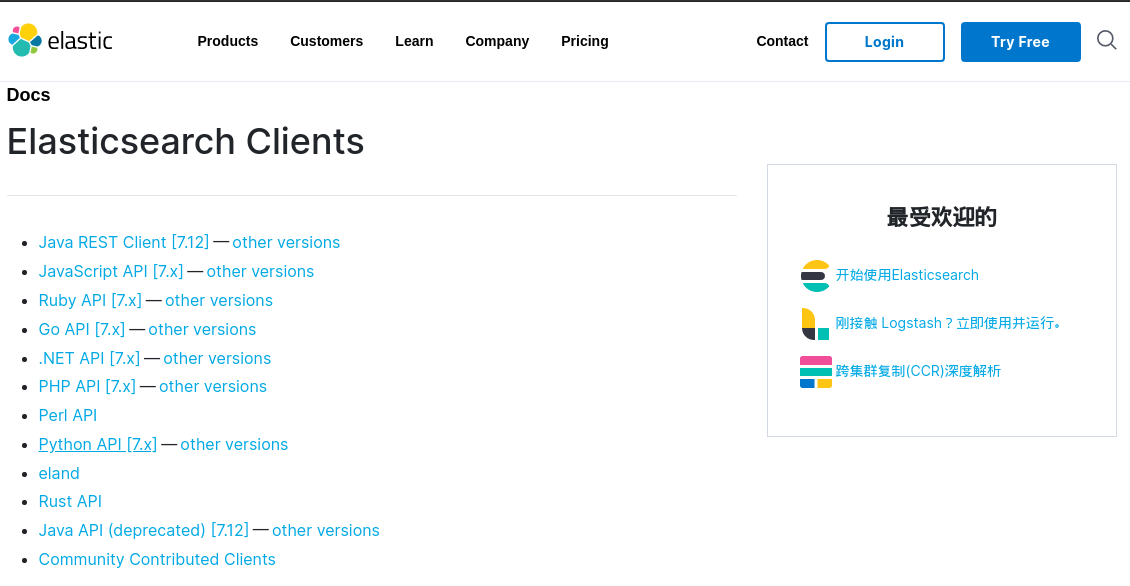 elastic Products Customers Learn Company Pricing Contact Login Try Free
Docs
Elasticsearch Clients
Java REST Client [7.12] — other versions
JavaScript API [7.x] — other versions
Ruby API [7.x] — other versions
Go API [7.x] — other versions
.NET API [7.x] — other versions
PHP API [7.x] — other versions
Perl API
Python API [7.x] — other versions
eland
Rust API
Java API (deprecated) [7.12] — other versions
Community Contributed Clients
最受欢迎的
开始使用Elasticsearch
刚接触 Logstash？立即使用并运行。
跨集群复制(CCR)深度解析